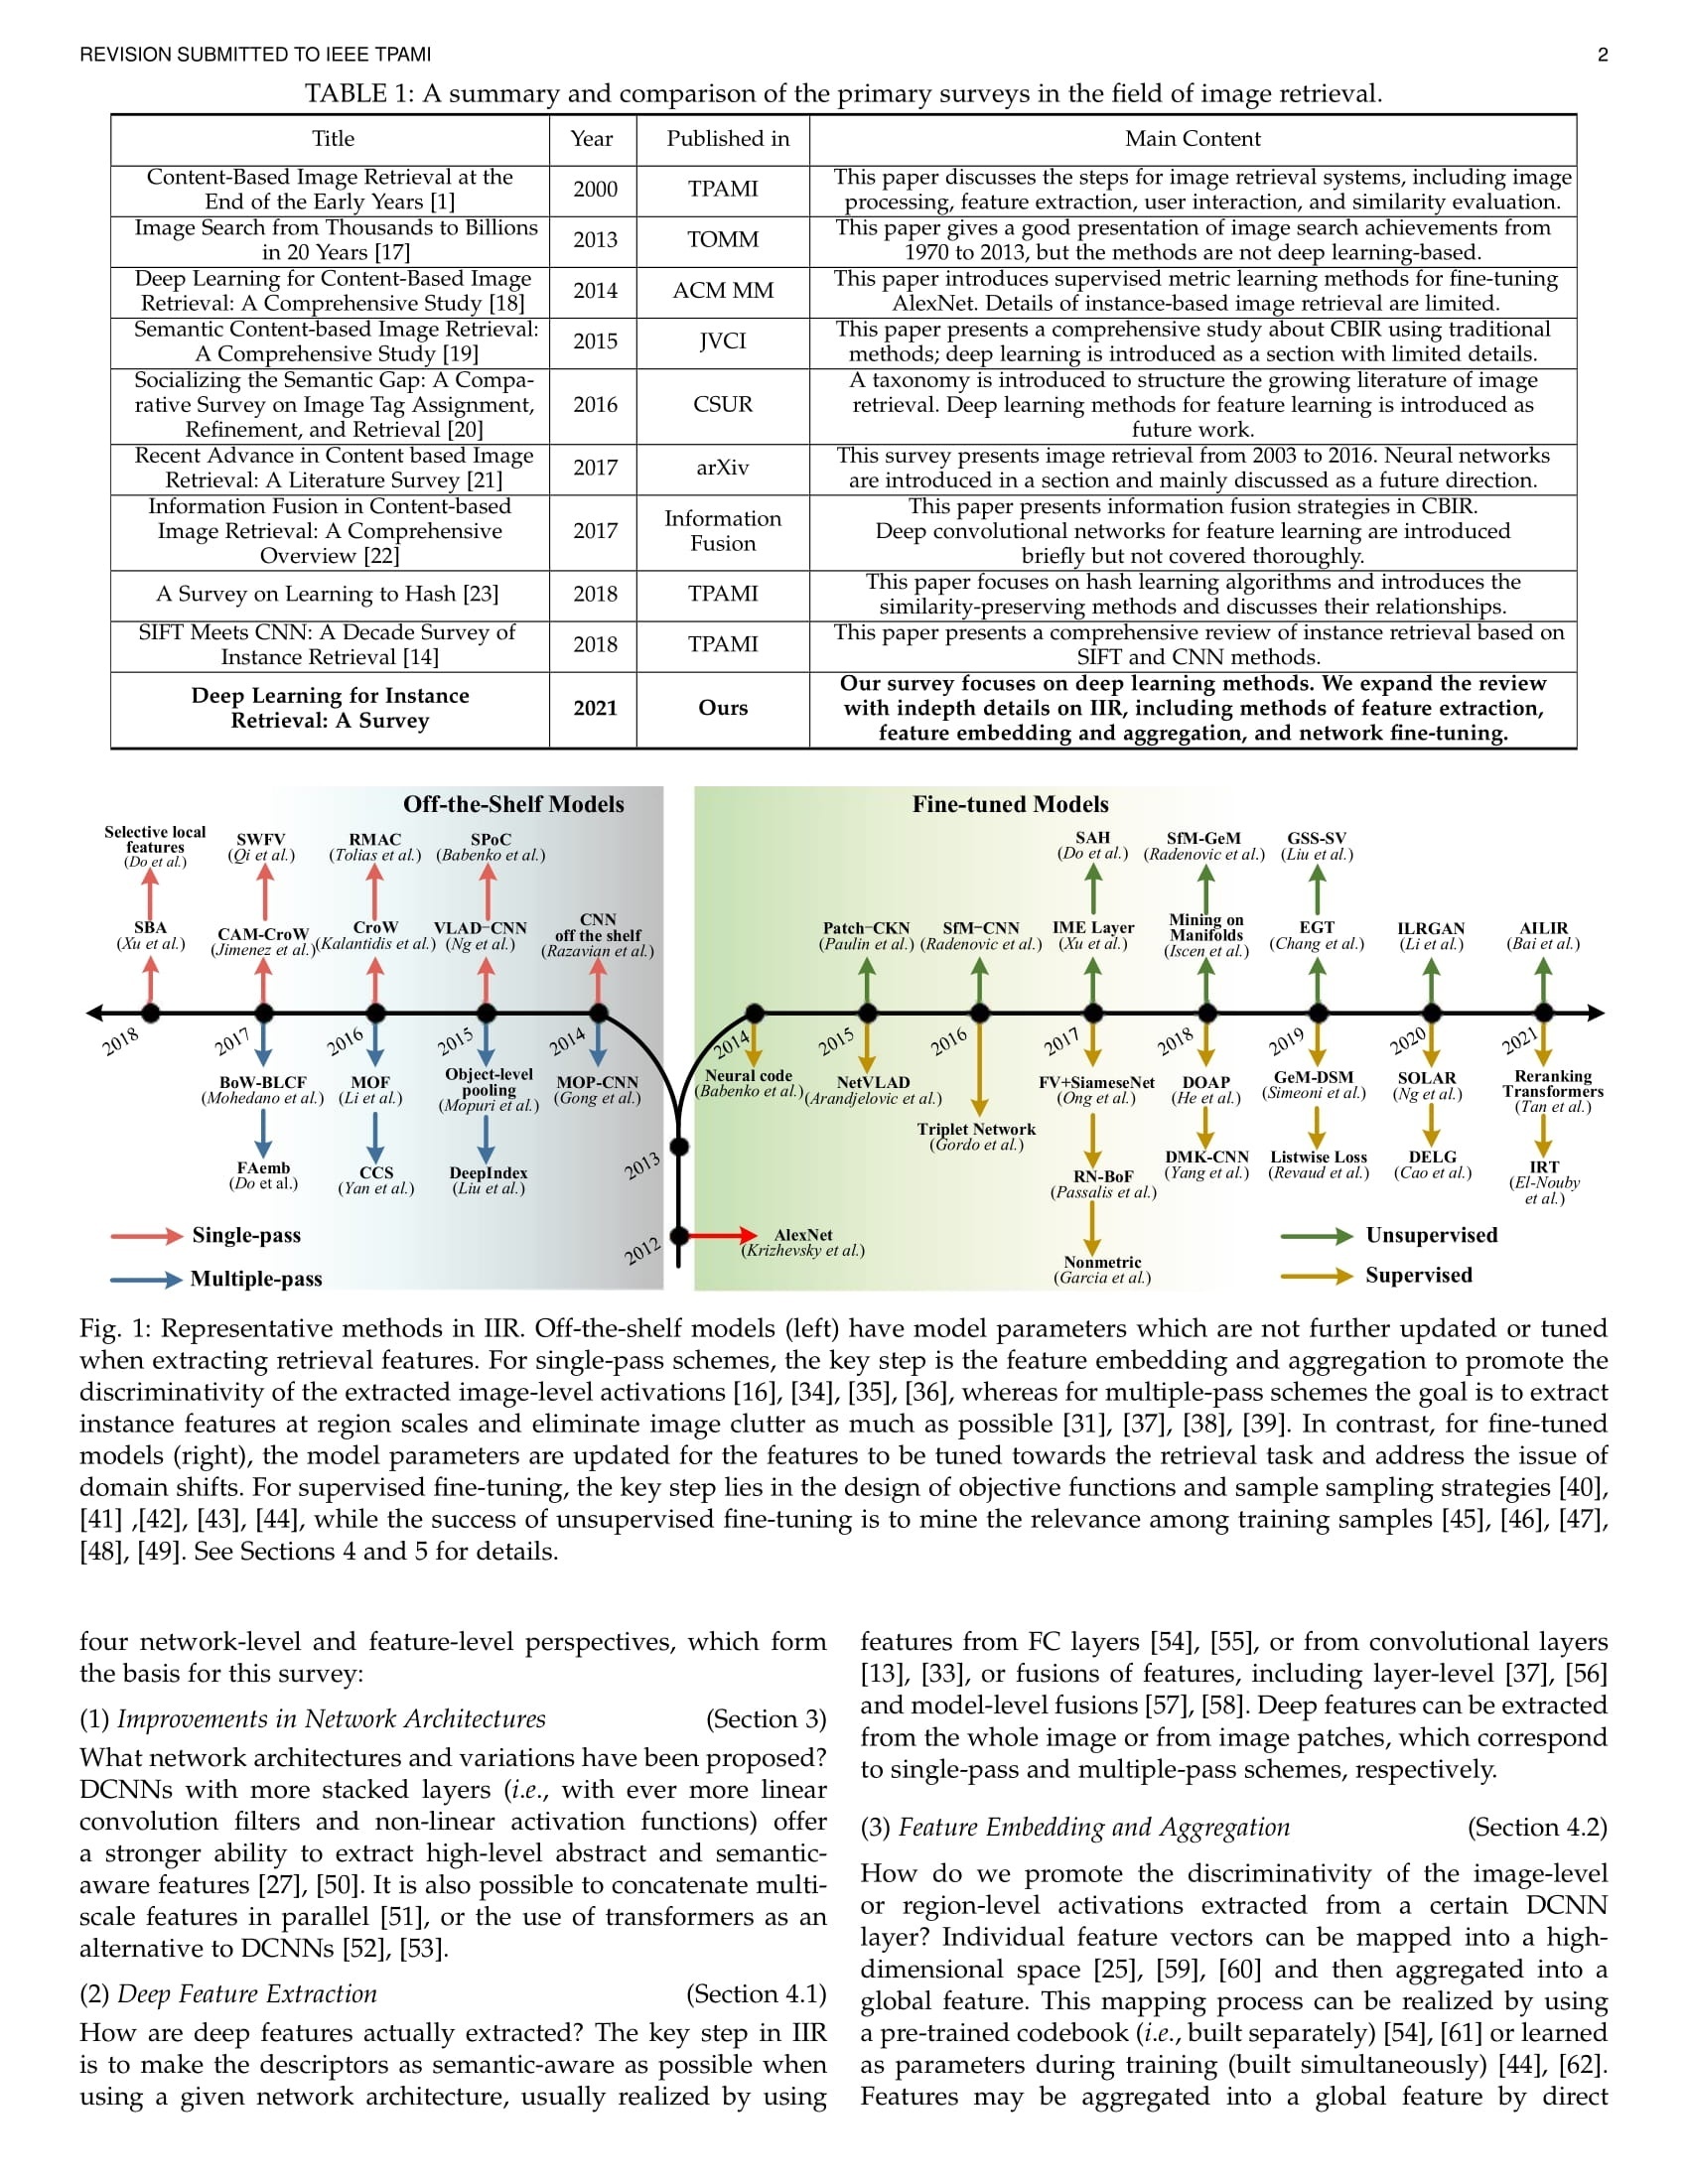 REVISION SUBMITTED TO IEEE TPAMI
2
TABLE 1: A summary and comparison of the primary surveys in the field of image retrieval.
Title Year Published in Main Content
Content-Based Image Retrieval at the
End of the Early Years [1]
2000
TPAMI
This paper discusses the steps for image retrieval systems, including image
processing, feature extraction, user interaction, and similarity evaluation.
Image Search from Thousands to Billions
in 20 Years [17]
2013
TOMM
This paper gives a good presentation of image search achievements from
1970 to 2013, but the methods are not deep learning-based.
Deep Learning for Content-Based Image
Retrieval: A Comprehensive Study [18]
2014
ACM MM
This paper introduces supervised metric learning methods for fine-tuning
AlexNet. Details of instance-based image retrieval are limited.
Semantic Content-based Image Retrieval:
A Comprehensive Study [19]
2015
JVCI
This paper presents a comprehensive study about CBIR using traditional
methods; deep learning is introduced as a section with limited details.
Socializing the Semantic Gap: A Compa-
rative Survey on Image Tag Assignment,
Refinement, and Retrieval [20]
2016
CSUR
A taxonomy is introduced to structure the growing literature of image
retrieval. Deep learning methods for feature learning is introduced as
future work.
Recent Advance in Content based Image
Retrieval: A Literature Survey [21]
2017
arXiv
This survey presents image retrieval from 2003 to 2016. Neural networks
are introduced in a section and mainly discussed as a future direction.
Information Fusion in Content-based
Image Retrieval: A Comprehensive
Overview [22]
2017
Information
Fusion
This paper presents information fusion strategies in CBIR.
Deep convolutional networks for feature learning are introduced
briefly but not covered thoroughly.
A Survey on Learning to Hash [23]
2018
TPAMI
This paper focuses on hash learning algorithms and introduces the
similarity-preserving methods and discusses their relationships.
SIFT Meets CNN: A Decade Survey of
Instance Retrieval [14]
2018
TPAMI
This paper presents a comprehensive review of instance retrieval based on
SIFT and CNN methods.
Deep Learning for Instance
Retrieval: A Survey
2021
Ours
Our survey focuses on deep learning methods. We expand the review
with indepth details on IIR, including methods of feature extraction,
feature embedding and aggregation, and network fine-tuning.
Off-the-Shelf Models
Selective local
features
(Do et al.)
SWFV
(Qi et al.)
RMAC
(Tolias et al.)
SPoC
(Babenko et al.)
SBA
(Xu et al.)
CAM-CroW
(Jimenez et al.)
CroW
(Kalantidis et al.)
VLAD-CNN
(Ng et al.)
CNN
off the shelf
(Razavian et al.)
2018
2017
2016
2015
2014
BoW-BLCF
(Mohedano et al.)
MOF
(Li et al.)
Object-level
pooling
(Mopuri et al.)
MOP-CNN
(Gong et al.)
FAemb
(Do et al.)
CCS
(Yan et al.)
DeepIndex
(Liu et al.)
Single-pass
Multiple-pass
2013
2012
AlexNet
(Krizhevsky et al.)
Fine-tuned Models
SAH
(Do et al.)
SfM-GeM
(Radenovic et al.)
GSS-SV
(Liu et al.)
Patch-CKN
(Paulin et al.)
SfM-CNN
(Radenovic et al.)
IME Layer
(Xu et al.)
Mining on
Manifolds
(Iscen et al.)
EGT
(Chang et al.)
ILRGAN
(Li et al.)
AILIR
(Bai et al.)
2014
2015
2016
2017
2018
2019
2020
2021
Neural code
(Babenko et al.)
NetVLAD
(Arandjelovic et al.)
Triplet Network
(Gordo et al.)
FV+SiameseNet
(Ong et al.)
DOAP
(He et al.)
GeM-DSM
(Simeoni et al.)
SOLAR
(Ng et al.)
Reranking
Transformers
(Tan et al.)
RN-BoF
(Passalis et al.)
DMK-CNN
(Yang et al.)
Listwise Loss
(Revaud et al.)
DELG
(Cao et al.)
IRT
(El-Nouby
et al.)
Nonmetric
(Garcia et al.)
Unsupervised
Supervised
Fig. 1: Representative methods in IIR. Off-the-shelf models (left) have model parameters which are not further updated or tuned
when extracting retrieval features. For single-pass schemes, the key step is the feature embedding and aggregation to promote the
discriminativity of the extracted image-level activations [16], [34], [35], [36], whereas for multiple-pass schemes the goal is to extract
instance features at region scales and eliminate image clutter as much as possible [31], [37], [38], [39]. In contrast, for fine-tuned
models (right), the model parameters are updated for the features to be tuned towards the retrieval task and address the issue of
domain shifts. For supervised fine-tuning, the key step lies in the design of objective functions and sample sampling strategies [40],
[41] ,[42], [43], [44], while the success of unsupervised fine-tuning is to mine the relevance among training samples [45], [46], [47],
[48], [49]. See Sections 4 and 5 for details.
four network-level and feature-level perspectives, which form
the basis for this survey:
(1) Improvements in Network Architectures (Section 3)
What network architectures and variations have been proposed?
DCNNs with more stacked layers (i.e., with ever more linear
convolution filters and non-linear activation functions) offer
a stronger ability to extract high-level abstract and semantic-
aware features [27], [50]. It is also possible to concatenate multi-
scale features in parallel [51], or the use of transformers as an
alternative to DCNNs [52], [53].
(2) Deep Feature Extraction (Section 4.1)
How are deep features actually extracted? The key step in IIR
is to make the descriptors as semantic-aware as possible when
using a given network architecture, usually realized by using
features from FC layers [54], [55], or from convolutional layers
[13], [33], or fusions of features, including layer-level [37], [56]
and model-level fusions [57], [58]. Deep features can be extracted
from the whole image or from image patches, which correspond
to single-pass and multiple-pass schemes, respectively.
(3) Feature Embedding and Aggregation (Section 4.2)
How do we promote the discriminativity of the image-level
or region-level activations extracted from a certain DCNN
layer? Individual feature vectors can be mapped into a high-
dimensional space [25], [59], [60] and then aggregated into a
global feature. This mapping process can be realized by using
a pre-trained codebook (i.e., built separately) [54], [61] or learned
as parameters during training (built simultaneously) [44], [62].
Features may be aggregated into a global feature by direct